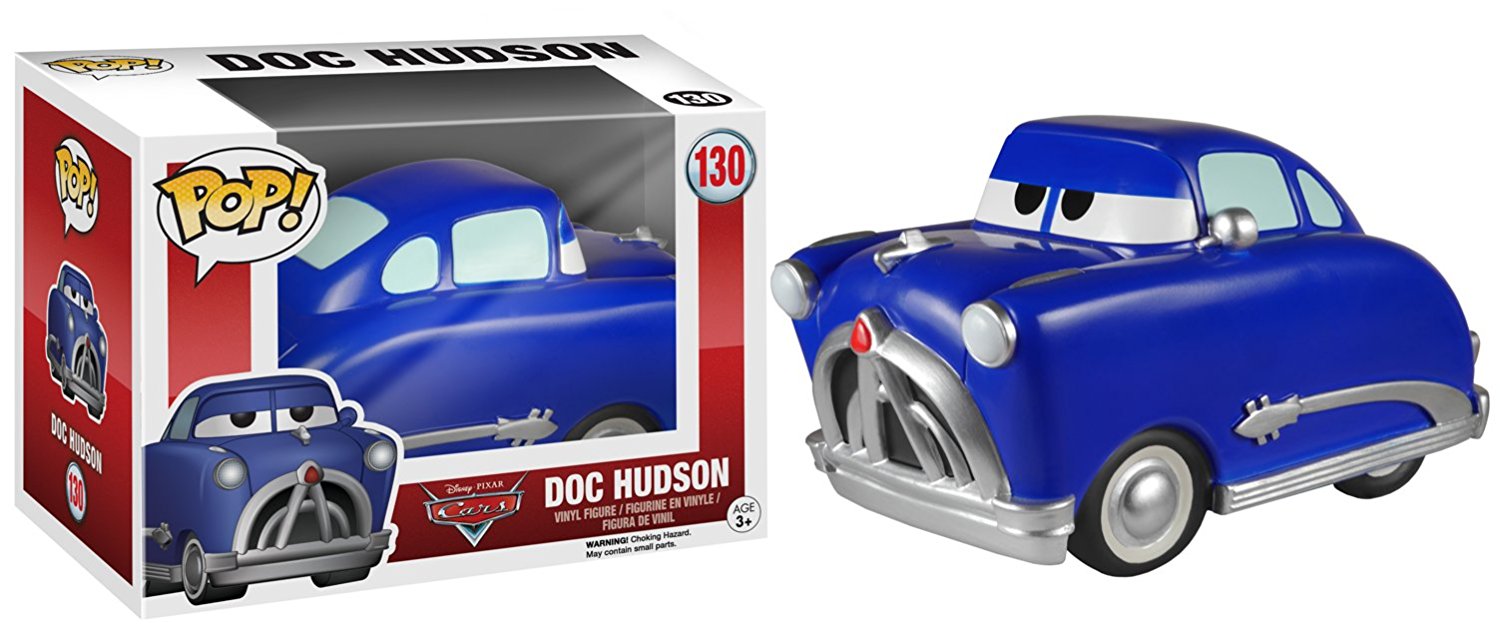 POP!
DOC HUDSON
130
POP!
DOC HUDSON
130
POP!
130
Disney·PIXAR
Cars
DOC HUDSON
VINYL FIGURE / FIGURINE EN VINYLE /
FIGURA DE VINIL
AGE
3+
WARNING! Choking Hazard.
May contain small parts.